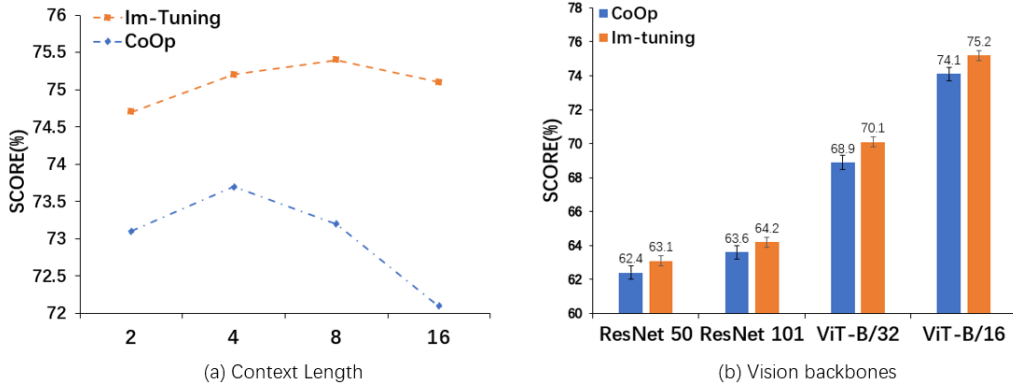 Im-Tuning
CoOp
SCORE(%)
76
75.5
75
74.5
74
73.5
73
72.5
72
2 4 8 16
(a) Context Length
CoOp
Im-tuning
SCORE(%)
78
76
74
72
70
68
66
64
62
60
62.4 63.1 63.6 64.2 68.9 70.1 74.1 75.2
ResNet 50 ResNet 101 ViT-B/32 ViT-B/16
(b) Vision backbones